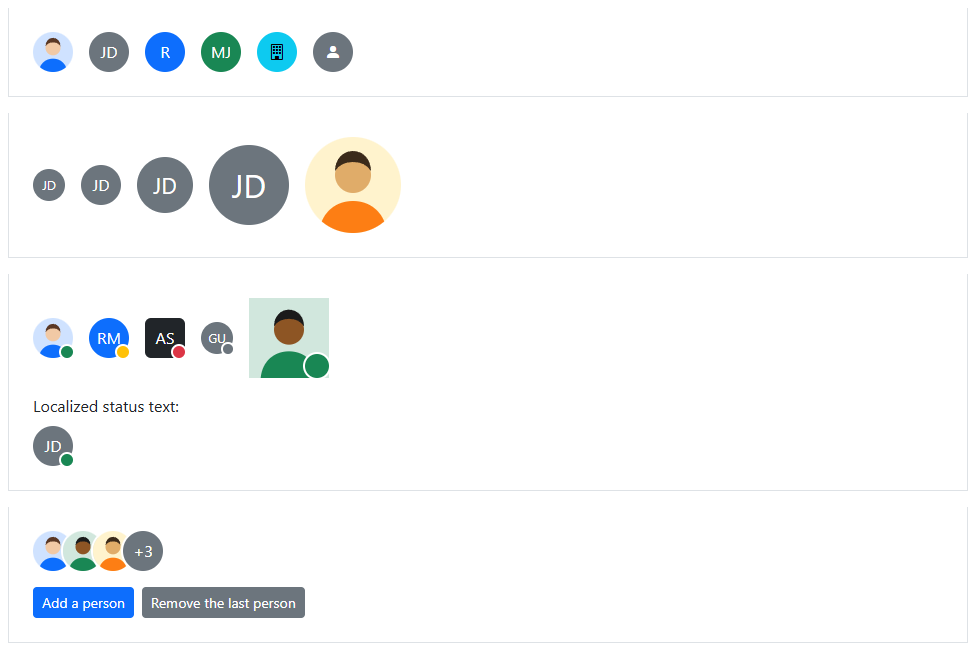 JD R MJ
JD JD JD JD
RM AS GU
Localized status text:
JD
+3
Add a person Remove the last person